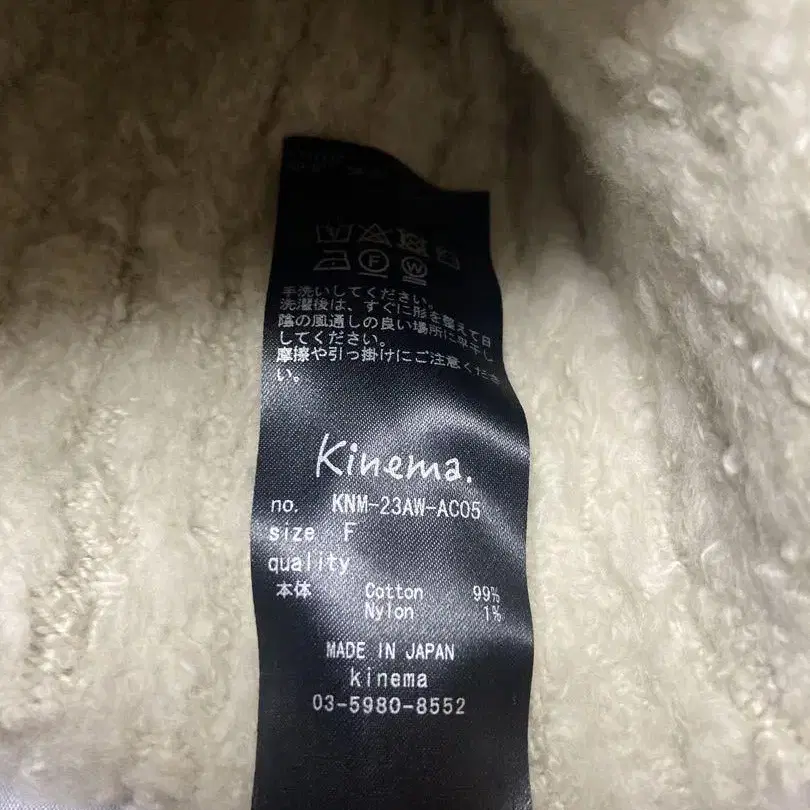 手洗いしてください。
洗濯後は、すぐに形を整えて日
陰の風通しの良い場所に平干し
してください。
摩擦や引っ掛けにご注意くださ
い。
Kinema.
no. KNM-23AW-AC05
size F
quality
本体 Cotton 99%
Nylon 1%
MADE IN JAPAN
kinema
03-5980-8552